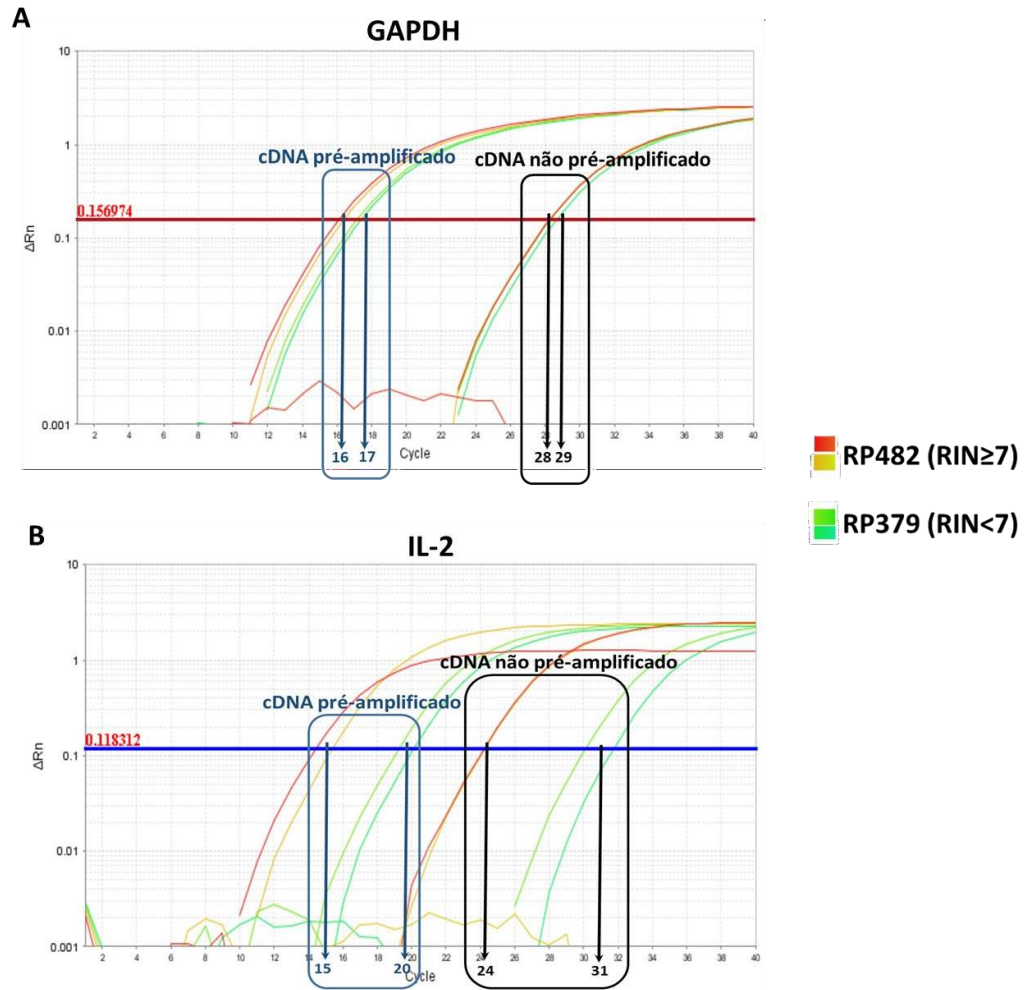 A
GAPDH
10
cDNA pré-amplificado
cDNA não pré-amplificado
1
0.156974
ΔRn
0.1
0.01
0.001
2 4 6 8 10 12 14 16 18 20 22 24 26 28 30 32 34 36 38 40
16 17
Cycle
28 29
RP482 (RIN≥7)
RP379 (RIN<7)
B
IL-2
10
1
cDNA não pré-amplificado
cDNA pré-amplificado
0.118312
ΔRn
0.1
0.01
0.001
2 4 6 8 10 12 14 16 18 20 22 24 26 28 30 32 34 36 38 40
15 20
Cycle
24 31